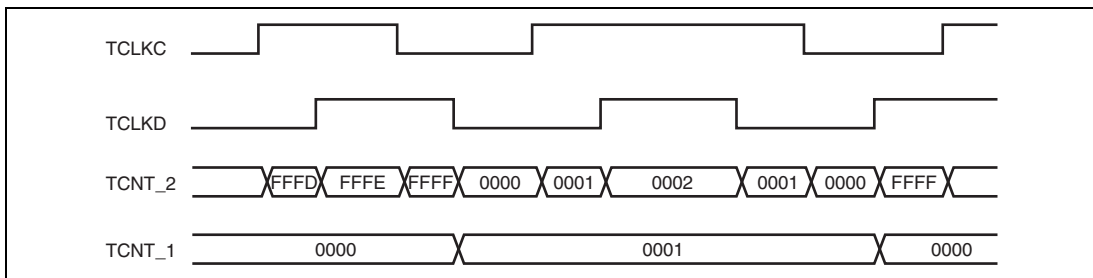 TCLKC
TCLKD
TCNT_2 FFFD FFFE FFFF 0000 0001 0002 0001 0000 FFFF
TCNT_1 0000 0001 0000